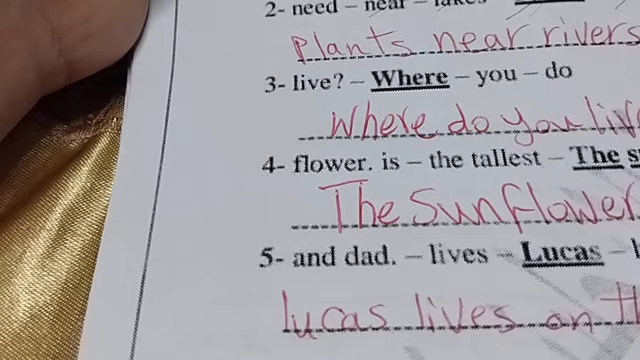 2- need – near – lakes
Plants near rivers
3- live? – Where – you – do
Where do you liv
4- flower. is – the tallest – The s
The Sunflower
5- and dad. – lives – Lucas –
lucas lives on th